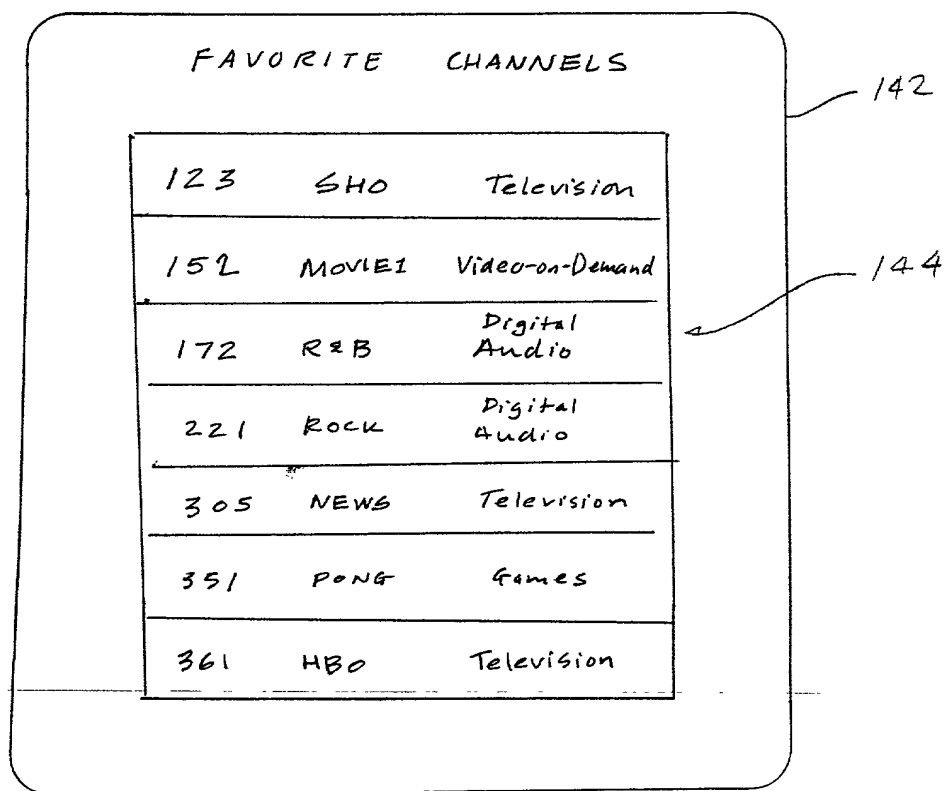 FAVORITE CHANNELS
142
123 SHO Television
152 MOVIE1 Video-on-Demand
144
172 R&B Digital
Audio
221 ROCK Digital
Audio
305 NEWS Television
351 PONG Games
361 HBO Television